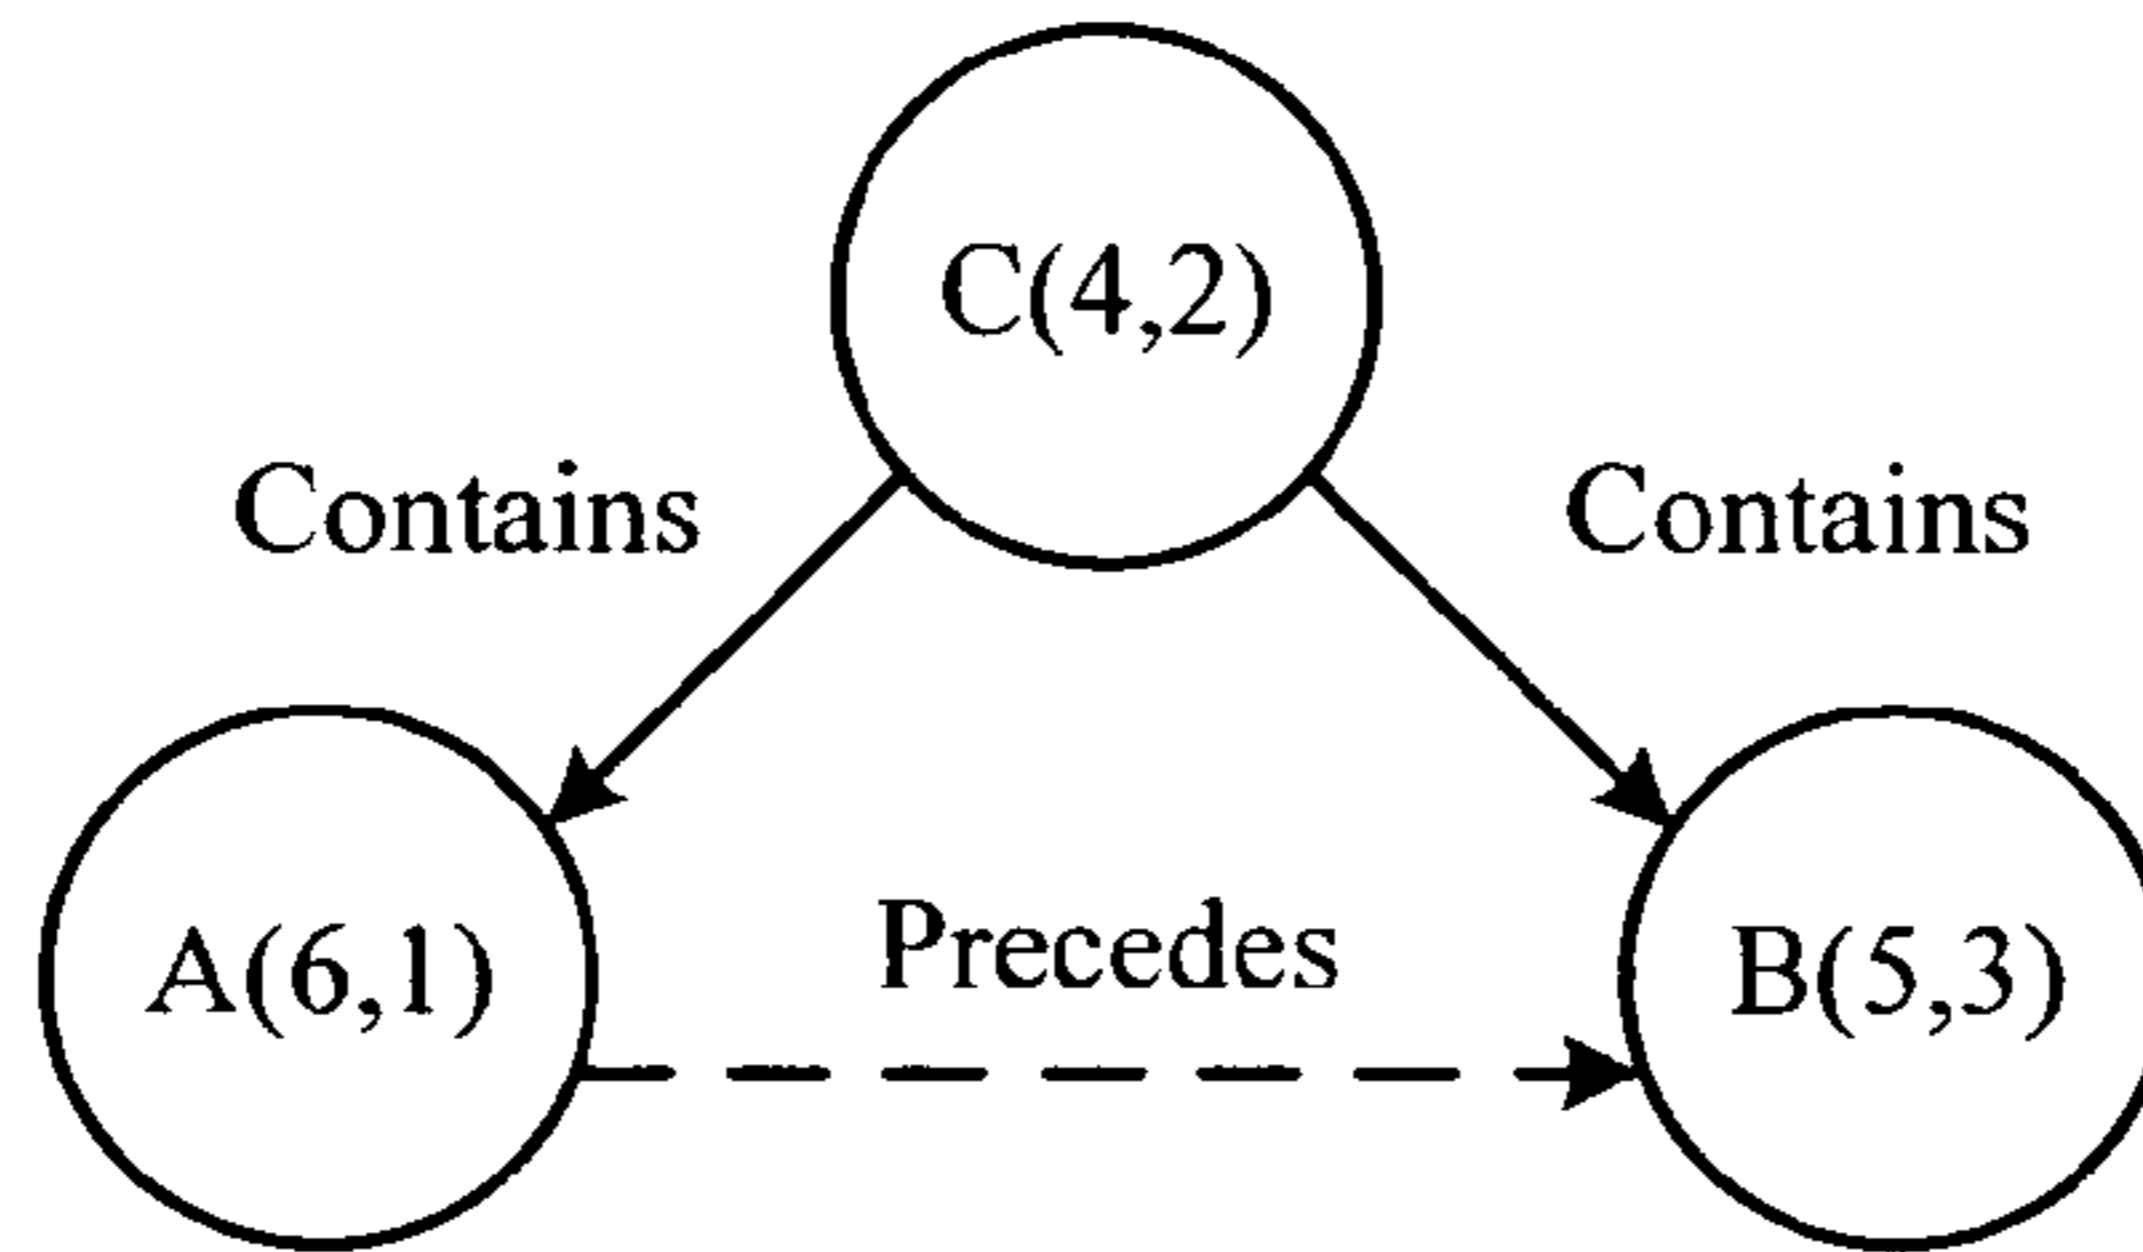 C(4,2)
Contains
Contains
Precedes
A(6,1)
B(5,3)